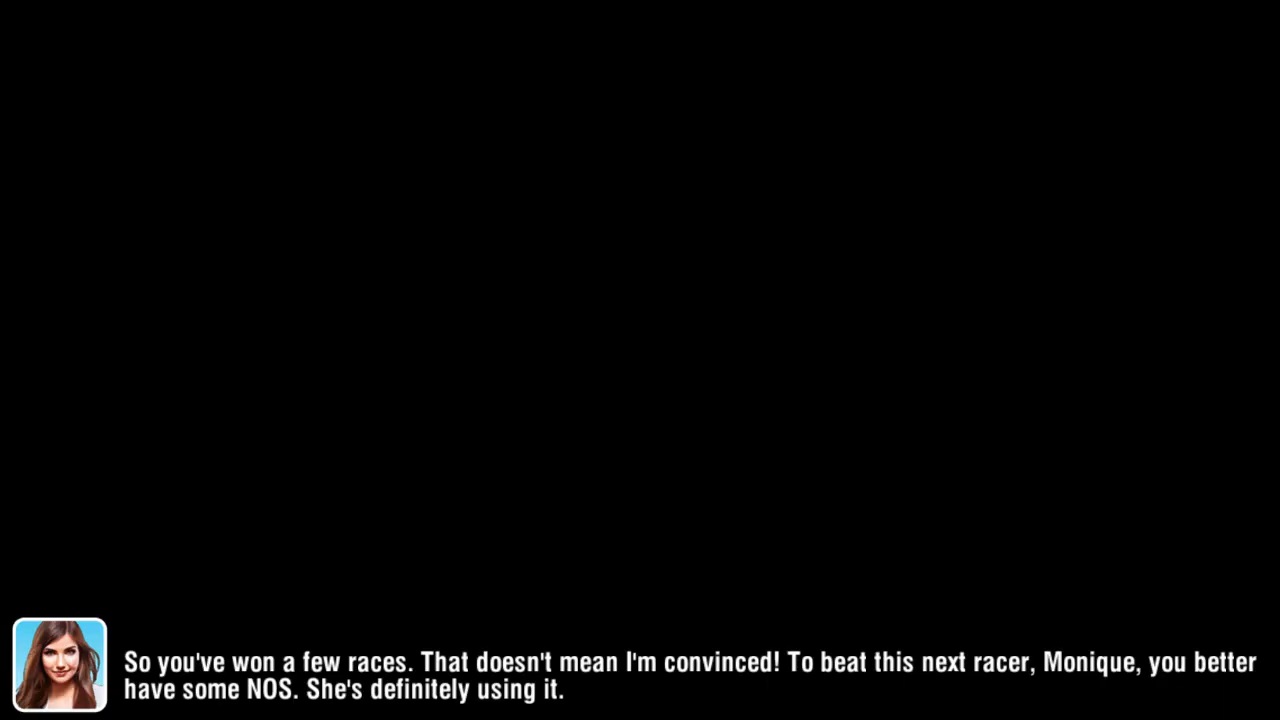 So you've won a few races. That doesn't mean I'm convinced! To beat this next racer, Monique, you better
have some NOS. She's definitely using it.